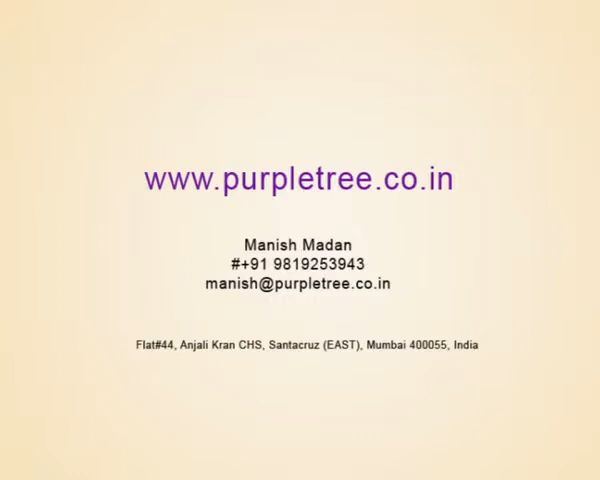 www.purpletree.co.in
Manish Madan
#+91 9819253943
manish@purpletree.co.in
Flat#44, Anjali Kran CHS, Santacruz (EAST), Mumbai 400055, India